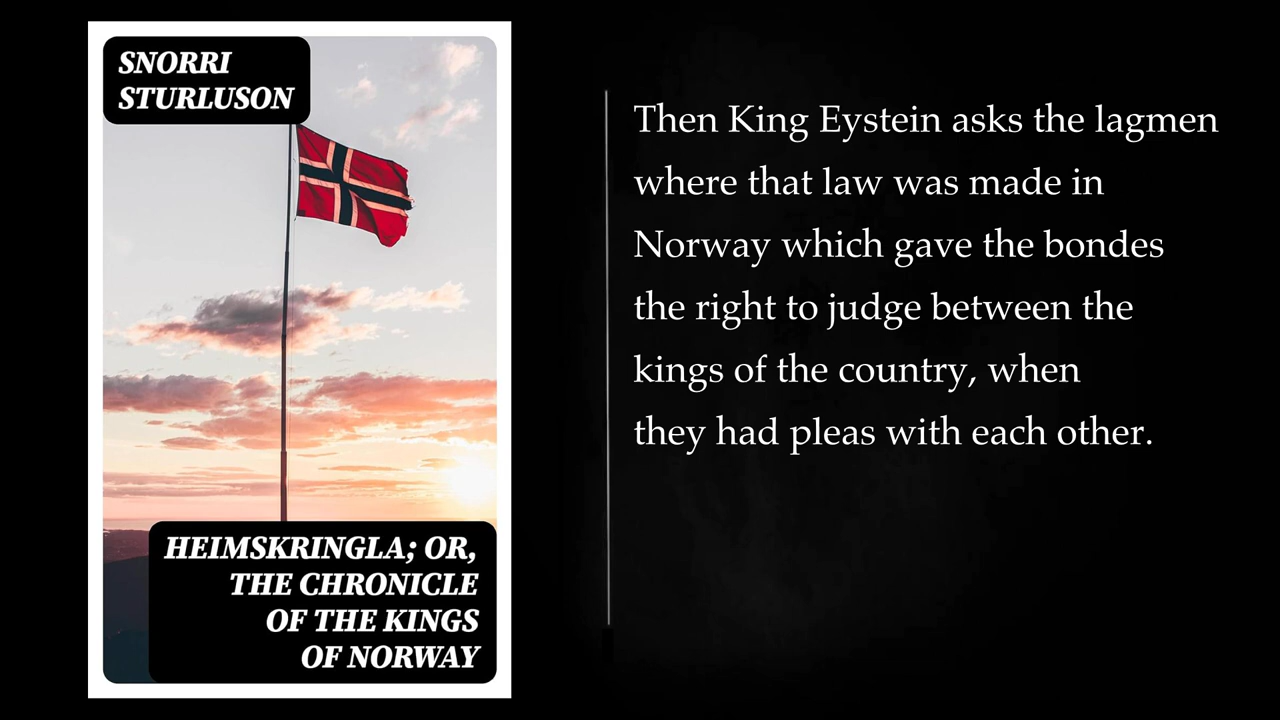 SNORRI
STURLUSON
HEIMSKRINGLA; OR,
THE CHRONICLE
OF THE KINGS
OF NORWAY
Then King Eystein asks the lagmen
where that law was made in
Norway which gave the bondes
the right to judge between the
kings of the country, when
they had pleas with each other.